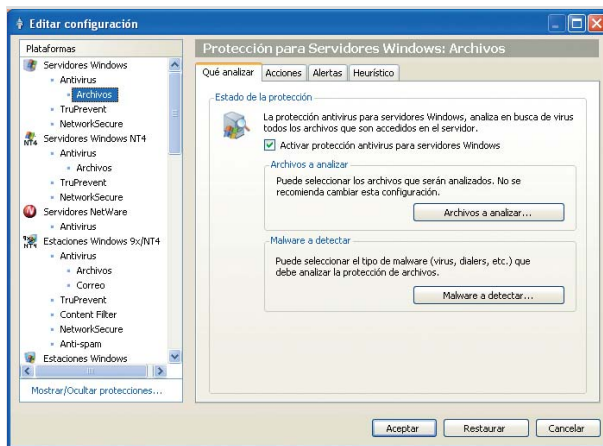 Editar configuración
Plataformas
Servidores Windows
Antivirus
Archivos
TruPrevent
NetworkSecure
NT4
Servidores Windows NT4
Antivirus
Archivos
TruPrevent
NetworkSecure
Servidores NetWare
Antivirus
9x
NT4
Estaciones Windows 9x/NT4
Antivirus
Archivos
Correo
TruPrevent
Content Filter
NetworkSecure
Anti-spam
Estaciones Windows
Mostrar/Ocultar protecciones...
Protección para Servidores Windows: Archivos
Qué analizar
Acciones
Alertas
Heurístico
Estado de la protección
La protección antivirus para servidores Windows, analiza en busca de virus
todos los archivos que son accedidos en el servidor.
Activar protección antivirus para servidores Windows
Archivos a analizar
Puede seleccionar los archivos que serán analizados. No se
recomienda cambiar esta configuración.
Archivos a analizar...
Malware a detectar
Puede seleccionar el tipo de malware (virus, dialers, etc.) que
debe analizar la protección de archivos.
Malware a detectar...
Aceptar
Restaurar
Cancelar